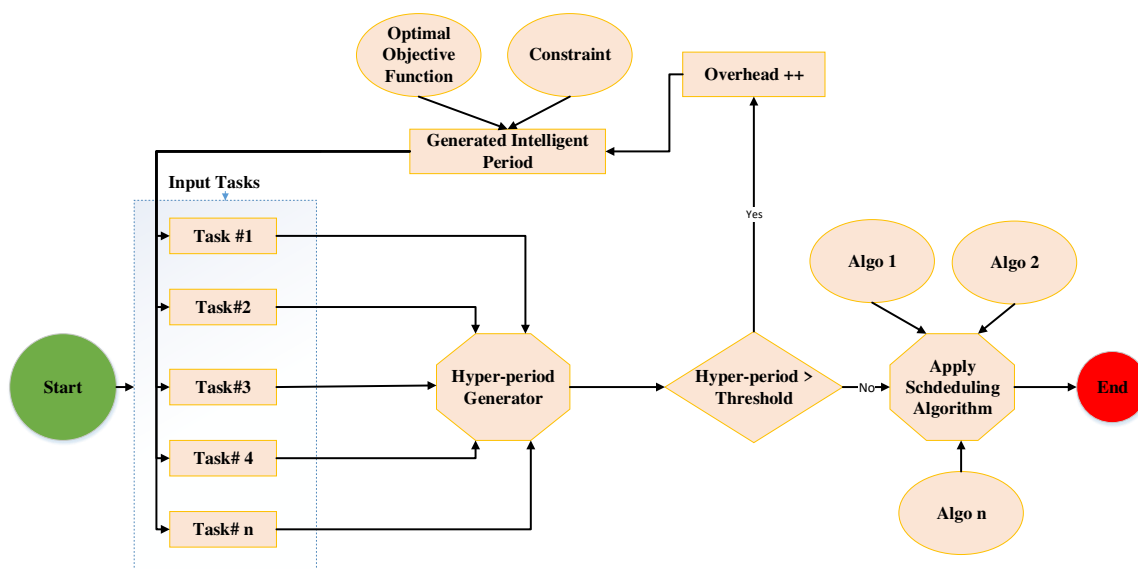 Optimal
Objective
Function
Constraint
Overhead ++
Generated Intelligent
Period
Input Tasks
Task #1
Task#2
Task#3
Task# 4
Task# n
Start
Hyper-period
Generator
Hyper-period >
Threshold
Yes
No
Algo 1
Algo 2
Apply
Schdeduling
Algorithm
Algo n
End